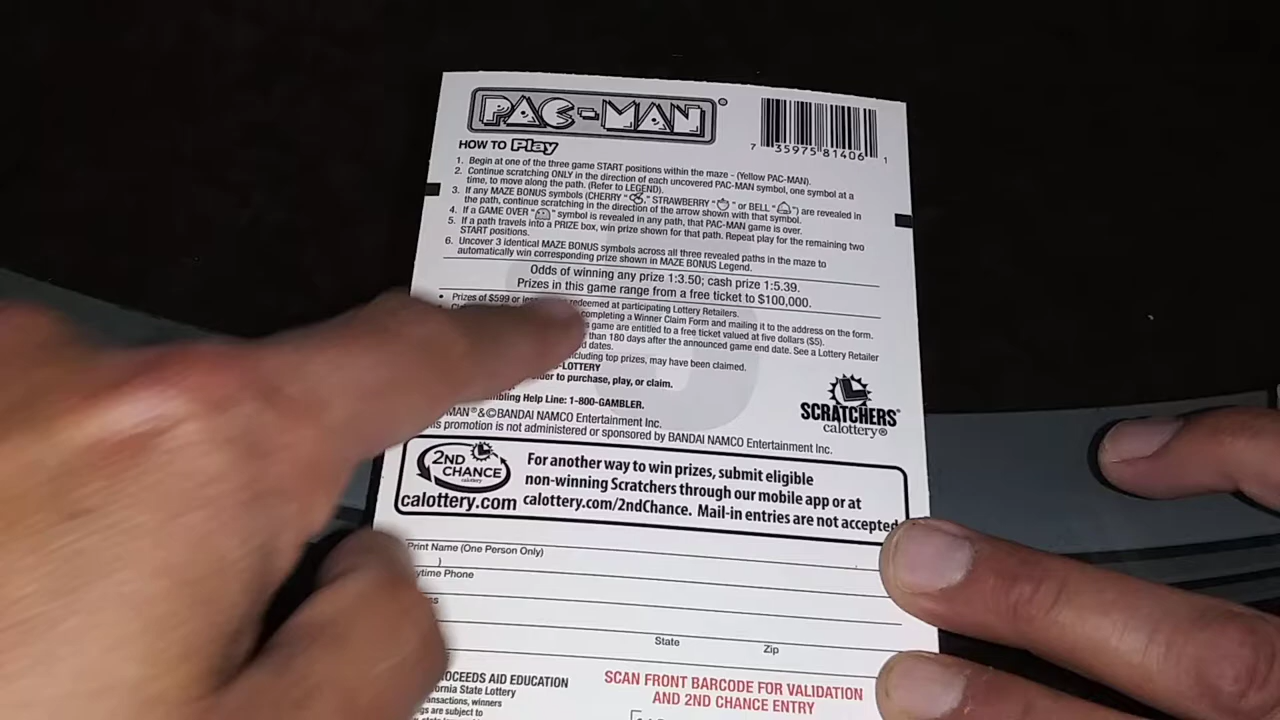 PAC-MAN®
7 35975 81406 1
HOW TO Play
1. Begin at one of the three game START positions within the maze - (Yellow PAC-MAN).
2. Continue scratching ONLY in the direction of each uncovered PAC-MAN symbol, one symbol at a
time, to move along the path. (Refer to LEGEND).
3. If any MAZE BONUS symbols (CHERRY " ," STRAWBERRY " " or BELL " ") are revealed in
the path, continue scratching in the direction of the arrow shown with that symbol.
4. If a GAME OVER " " symbol is revealed in any path, that PAC-MAN game is over.
5. If a path travels into a PRIZE box, win prize shown for that path. Repeat play for the remaining two
START positions.
6. Uncover 3 identical MAZE BONUS symbols across all three revealed paths in the maze to
automatically win corresponding prize shown in MAZE BONUS Legend.
Odds of winning any prize 1:3.50; cash prize 1:5.39.
Prizes in this game range from a free ticket to $100,000.
• Prizes of $599 or redeemed at participating Lottery Retailers.
completing a Winner Claim Form and mailing it to the address on the form.
game are entitled to a free ticket valued at five dollars ($5).
than 180 days after the announced game end date. See a Lottery Retailer
dates.
including top prizes, may have been claimed.
-LOTTERY
to purchase, play, or claim.
Help Line: 1-800-GAMBLER.
MAN®&©BANDAI NAMCO Entertainment Inc.
promotion is not administered or sponsored by BANDAI NAMCO Entertainment Inc.
SCRATCHERS®
calottery®
2ND
CHANCE
calottery
calottery.com
For another way to win prizes, submit eligible
non-winning Scratchers through our mobile app or at
calottery.com/2ndChance. Mail-in entries are not accepted
Print Name (One Person Only)
)
Phone
State
Zip
AID EDUCATION
State Lottery
winners
are subject to
SCAN FRONT BARCODE FOR VALIDATION
AND 2ND CHANCE ENTRY